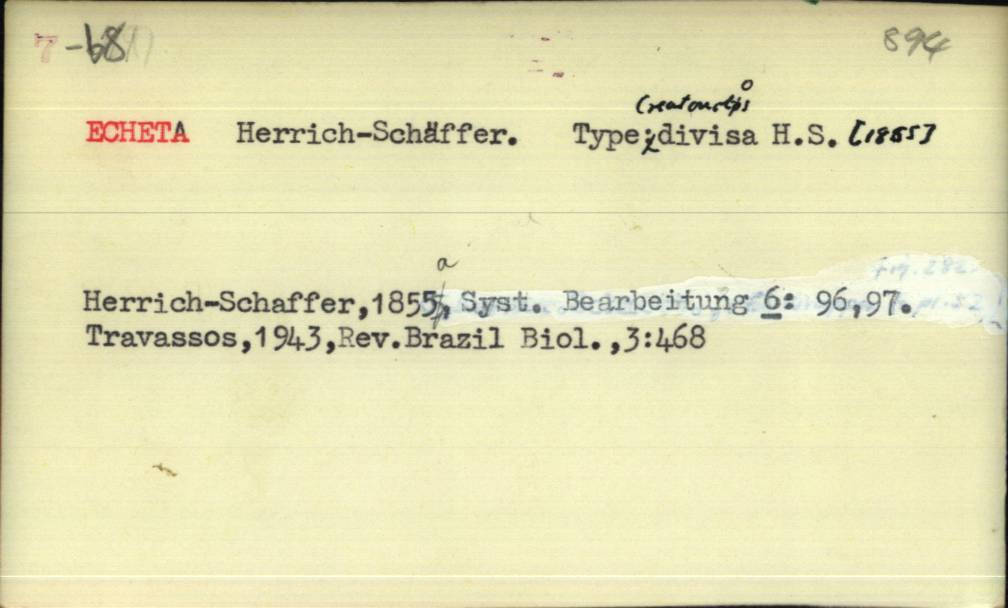 7-68
894
Creatonotos
ECHETA Herrich-Schäffer. Type; divisa H.S. [1855]
a
Herrich-Schaffer,1855, Syst. Bearbeitung 6: 96,97.
Travassos,1943,Rev.Brazil Biol.,3:468